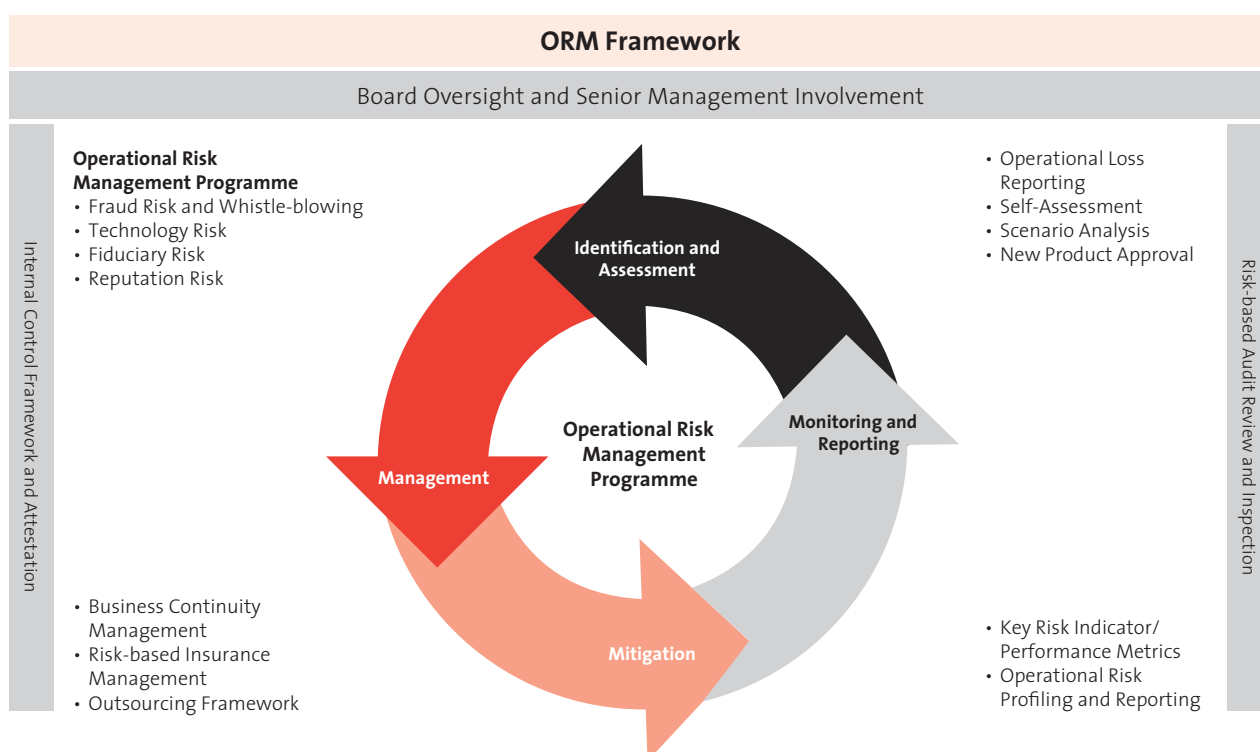 ORM Framework
Board Oversight and Senior Management Involvement
Internal Control Framework and Attestation
Operational Risk
Management Programme
• Fraud Risk and Whistle-blowing
• Technology Risk
• Fiduciary Risk
• Reputation Risk
• Operational Loss
Reporting
• Self-Assessment
• Scenario Analysis
• New Product Approval
Risk-based Audit Review and Inspection
Identification and
Assessment
Monitoring and
Reporting
Operational Risk
Management
Programme
Management
Mitigation
• Business Continuity
Management
• Risk-based Insurance
Management
• Outsourcing Framework
• Key Risk Indicator/
Performance Metrics
• Operational Risk
Profiling and Reporting